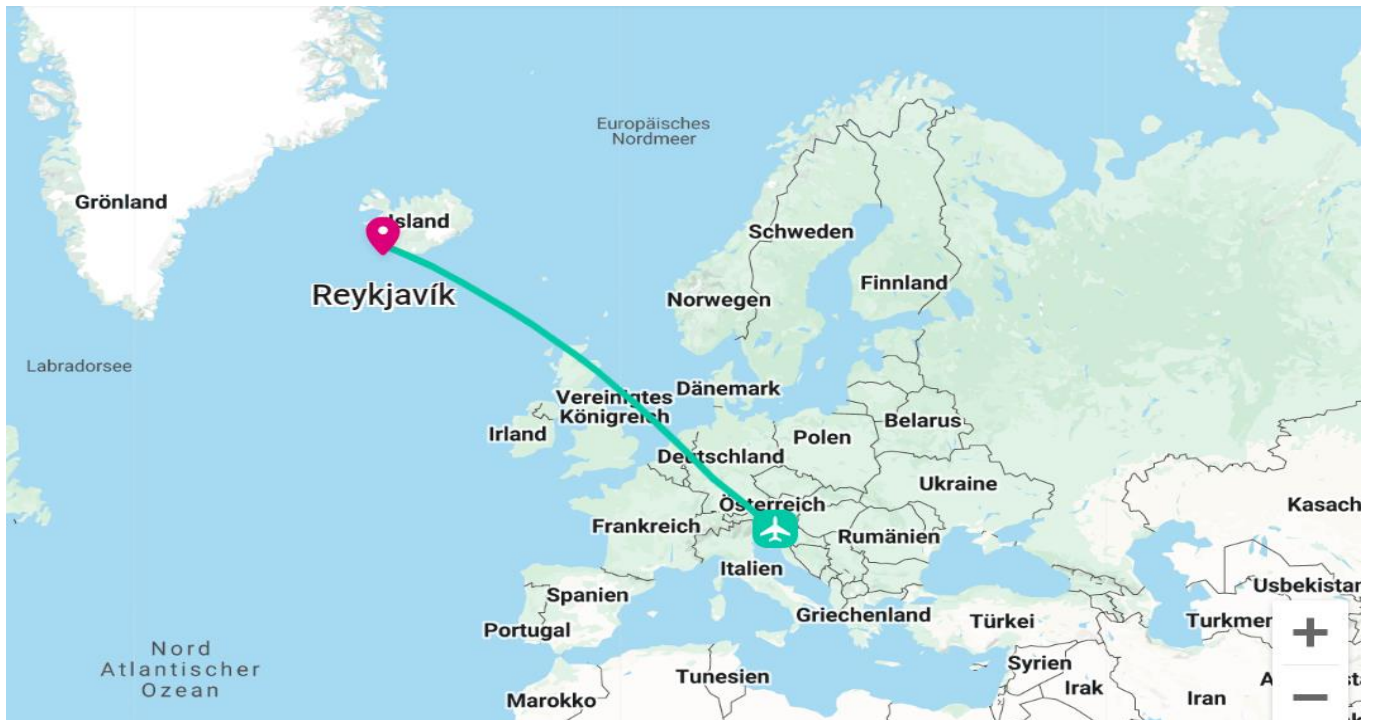 Europäisches
Nordmeer
Grönland
Island
Schweden
Finnland
Reykjavík
Norwegen
Labradorsee
Dänemark
Vereinigtes
Königreich
Irland
Belarus
Polen
Deutschland
Ukraine
Österreich
Kasach
Frankreich
Rumänien
Italien
Usbekistan
Spanien
Griechenland
Türkei
Turkmer
Portugal
Nord
Atlantischer
Ozean
Syrien
Tunesien
Irak
Iran
Marokko